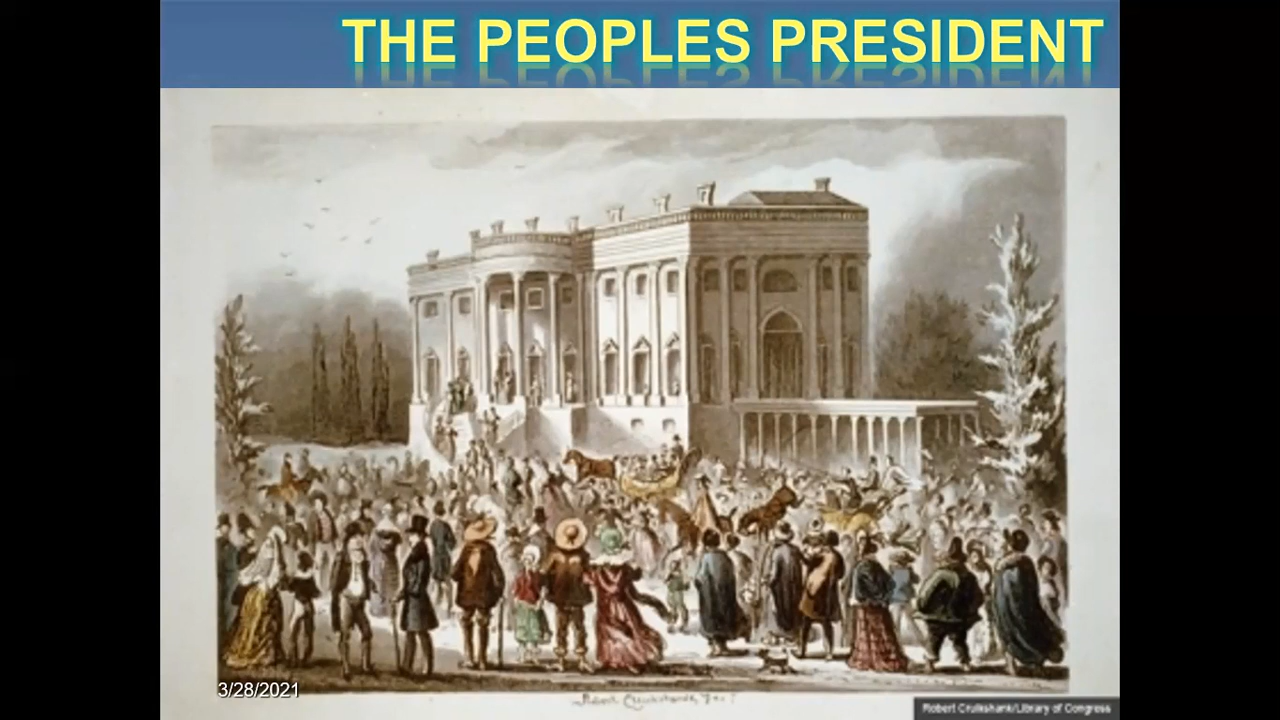 THE PEOPLES PRESIDENT
3/28/2021
Robert Cruikshank/Library of Congress